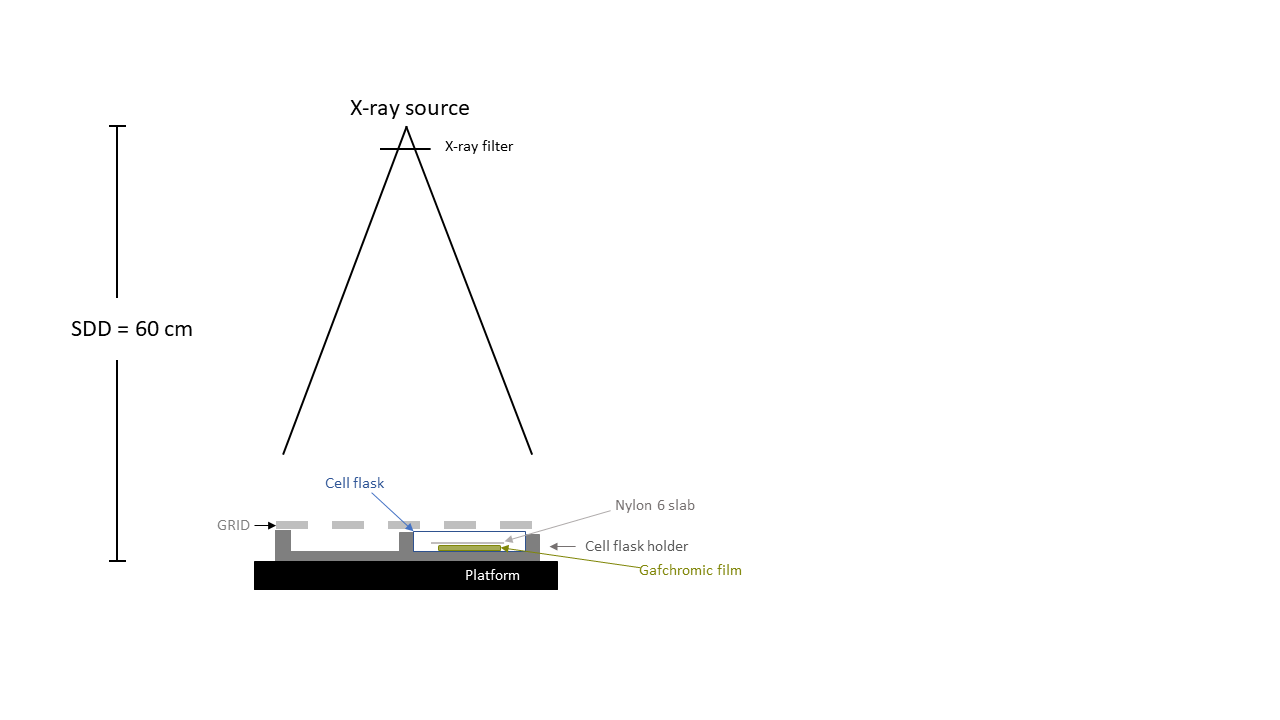 X-ray source
X-ray filter
SDD = 60 cm
Cell flask
Nylon 6 slab
GRID
Cell flask holder
Gafchromic film
Platform